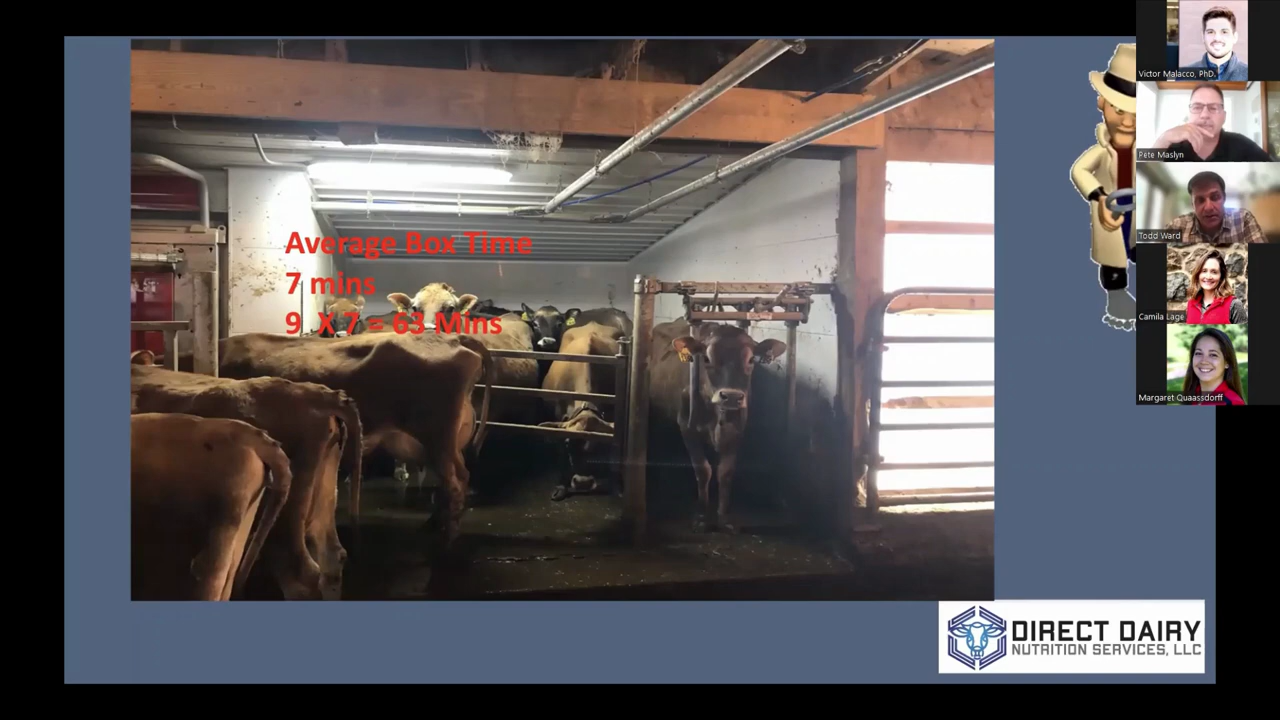 Average Box Time
7 mins
9 X 7 = 63 Mins
DIRECT DAIRY
NUTRITION SERVICES, LLC
Victor Malacco, PhD.
Pete Maslyn
Todd Ward
Camila Lage
Margaret Quaassdorff